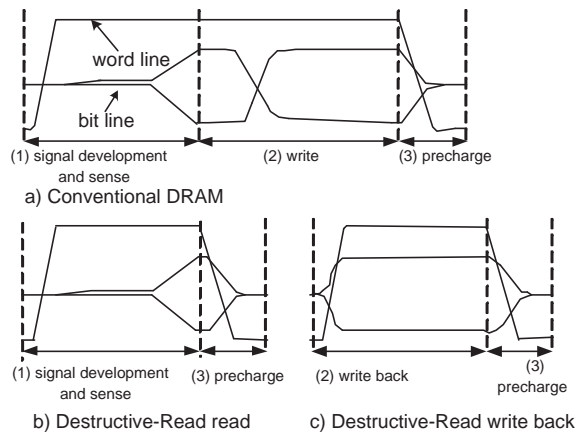 word line
bit line
(1) signal development
and sense
(2) write
(3) precharge
a) Conventional DRAM
(1) signal development
and sense
(3) precharge
(2) write back
(3)
precharge
b) Destructive-Read read
c) Destructive-Read write back